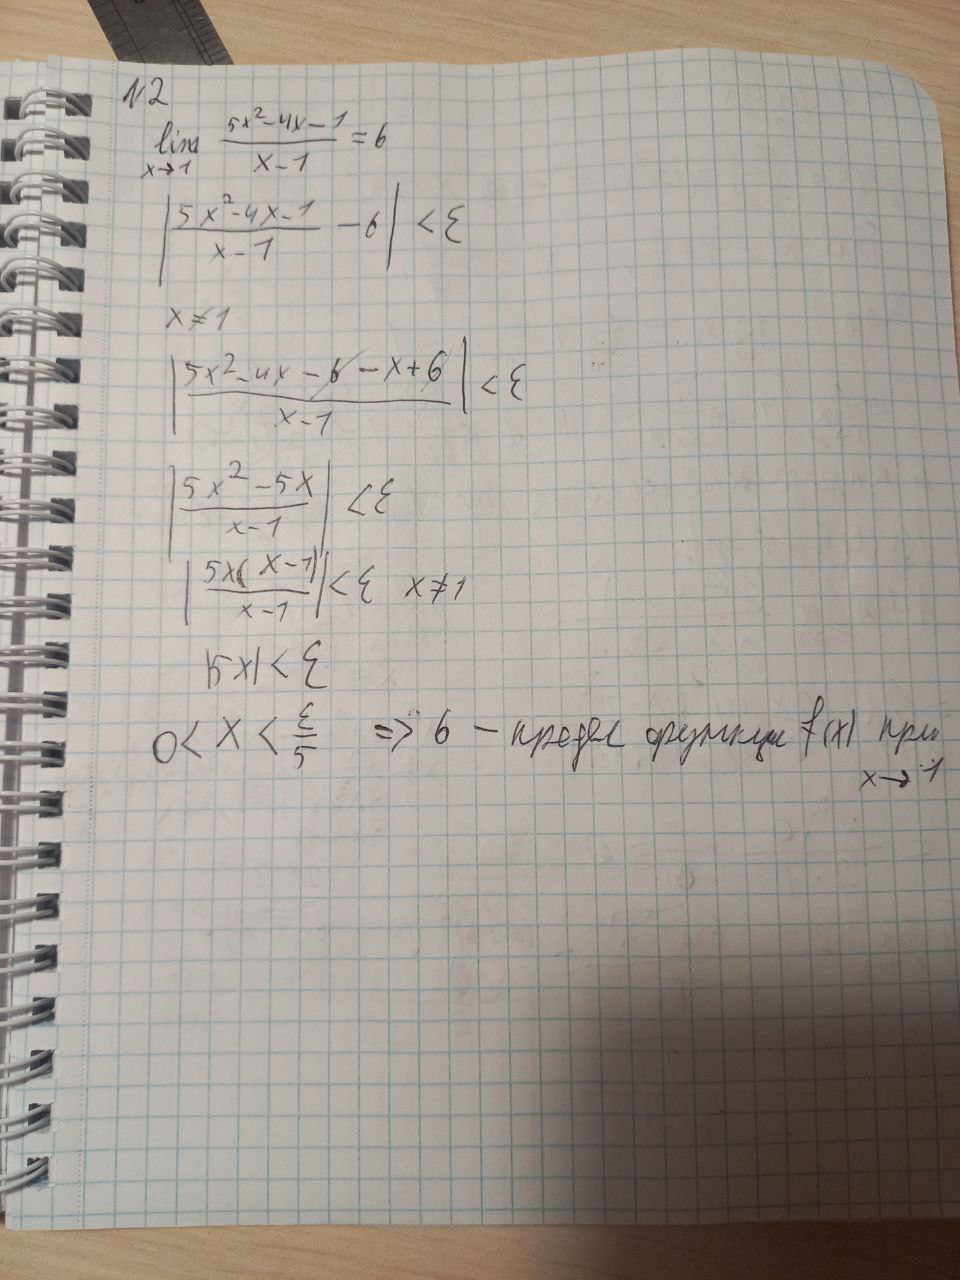 №2
lim x→1 (5x²-4x-1)/(x-1) = 6
|(5x²-4x-1)/(x-1) - 6| < ε
x≠1
|(5x²-4x-6-x+6)/(x-1)| < ε
|(5x²-5x)/(x-1)| < ε
|(5x(x-1))/(x-1)| < ε x≠1
|5x| < ε
0 < x < ε/5 => 6 - предел функции f(x) при
x→1